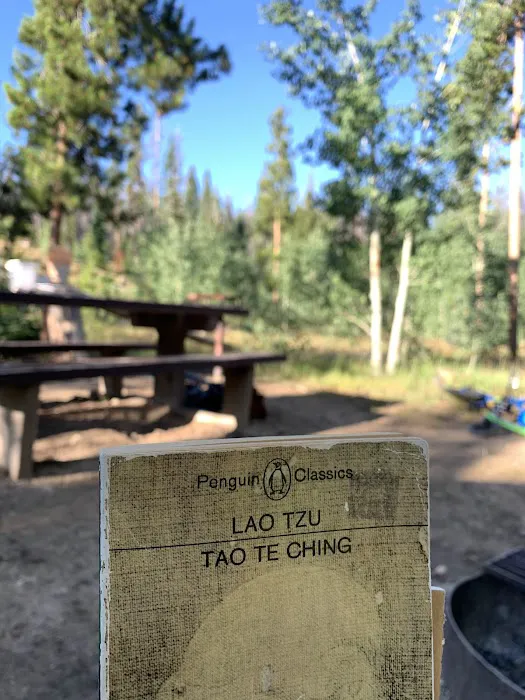 Penguin Classics
LAO TZU
TAO TE CHING